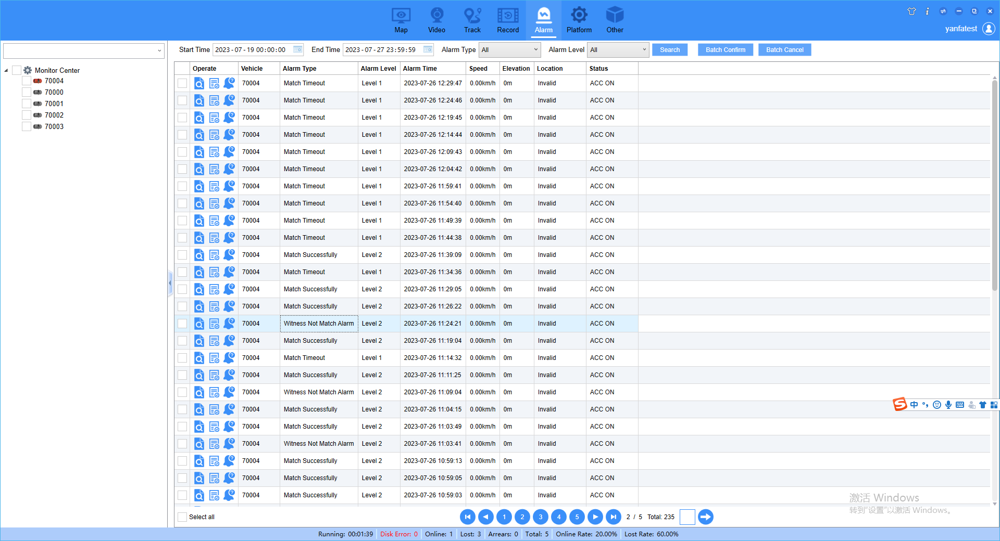 Map Video Track Record Alarm Platform Other
yanfatest
Start Time 2023-07-19 00:00:00 End Time 2023-07-27 23:59:59 Alarm Type All Alarm Level All Search Batch Confirm Batch Cancel
Monitor Center
70004
70000
70001
70002
70003
Operate Vehicle Alarm Type Alarm Level Alarm Time Speed Elevation Location Status
70004 Match Timeout Level 1 2023-07-26 12:29:47 0.00km/h 0m Invalid ACC ON
70004 Match Timeout Level 1 2023-07-26 12:24:46 0.00km/h 0m Invalid ACC ON
70004 Match Timeout Level 1 2023-07-26 12:19:45 0.00km/h 0m Invalid ACC ON
70004 Match Timeout Level 1 2023-07-26 12:14:44 0.00km/h 0m Invalid ACC ON
70004 Match Timeout Level 1 2023-07-26 12:09:43 0.00km/h 0m Invalid ACC ON
70004 Match Timeout Level 1 2023-07-26 12:04:42 0.00km/h 0m Invalid ACC ON
70004 Match Timeout Level 1 2023-07-26 11:59:41 0.00km/h 0m Invalid ACC ON
70004 Match Timeout Level 1 2023-07-26 11:54:40 0.00km/h 0m Invalid ACC ON
70004 Match Timeout Level 1 2023-07-26 11:49:39 0.00km/h 0m Invalid ACC ON
70004 Match Timeout Level 1 2023-07-26 11:44:38 0.00km/h 0m Invalid ACC ON
70004 Match Successfully Level 2 2023-07-26 11:39:09 0.00km/h 0m Invalid ACC ON
70004 Match Timeout Level 1 2023-07-26 11:34:36 0.00km/h 0m Invalid ACC ON
70004 Match Successfully Level 2 2023-07-26 11:29:05 0.00km/h 0m Invalid ACC ON
70004 Match Successfully Level 2 2023-07-26 11:26:22 0.00km/h 0m Invalid ACC ON
70004 Witness Not Match Alarm Level 2 2023-07-26 11:24:21 0.00km/h 0m Invalid ACC ON
70004 Match Successfully Level 2 2023-07-26 11:19:04 0.00km/h 0m Invalid ACC ON
70004 Match Timeout Level 1 2023-07-26 11:14:32 0.00km/h 0m Invalid ACC ON
70004 Match Successfully Level 2 2023-07-26 11:11:25 0.00km/h 0m Invalid ACC ON
70004 Witness Not Match Alarm Level 2 2023-07-26 11:09:04 0.00km/h 0m Invalid ACC ON
70004 Match Successfully Level 2 2023-07-26 11:04:15 0.00km/h 0m Invalid ACC ON
70004 Match Successfully Level 2 2023-07-26 11:03:49 0.00km/h 0m Invalid ACC ON
70004 Witness Not Match Alarm Level 2 2023-07-26 11:03:41 0.00km/h 0m Invalid ACC ON
70004 Match Successfully Level 2 2023-07-26 10:59:13 0.00km/h 0m Invalid ACC ON
70004 Match Successfully Level 2 2023-07-26 10:59:05 0.00km/h 0m Invalid ACC ON
70004 Match Successfully Level 2 2023-07-26 10:59:03 0.00km/h 0m Invalid ACC ON
中
激活 Windows
转到"设置"以激活 Windows。
Select all 1 2 3 4 5 2 / 5 Total: 235
Running: 00:01:39 Disk Error: 0 Online: 1 Lost: 3 Arrears: 0 Total: 5 Online Rate: 20.00% Lost Rate: 60.00%